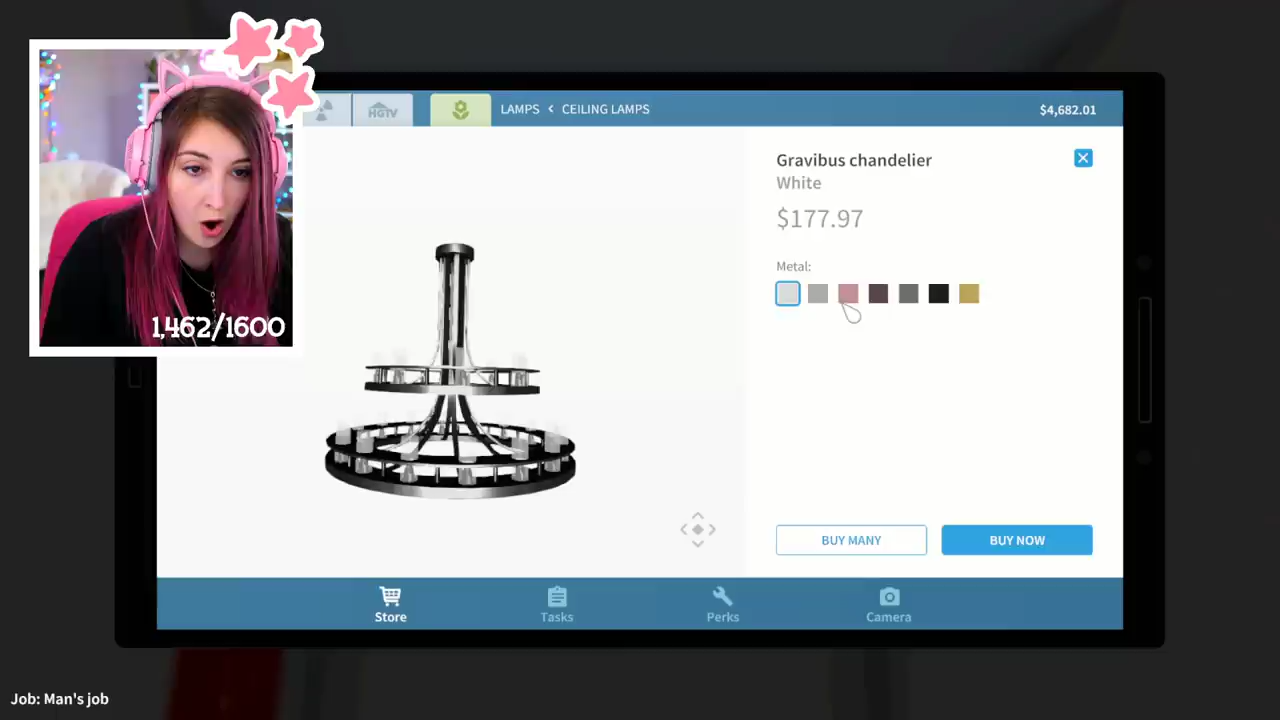 HGTV
LAMPS < CEILING LAMPS
$4,682.01
Gravibus chandelier
White
$177.97
Metal:
1,462/1600
BUY MANY
BUY NOW
Store
Tasks
Perks
Camera
Job: Man's job